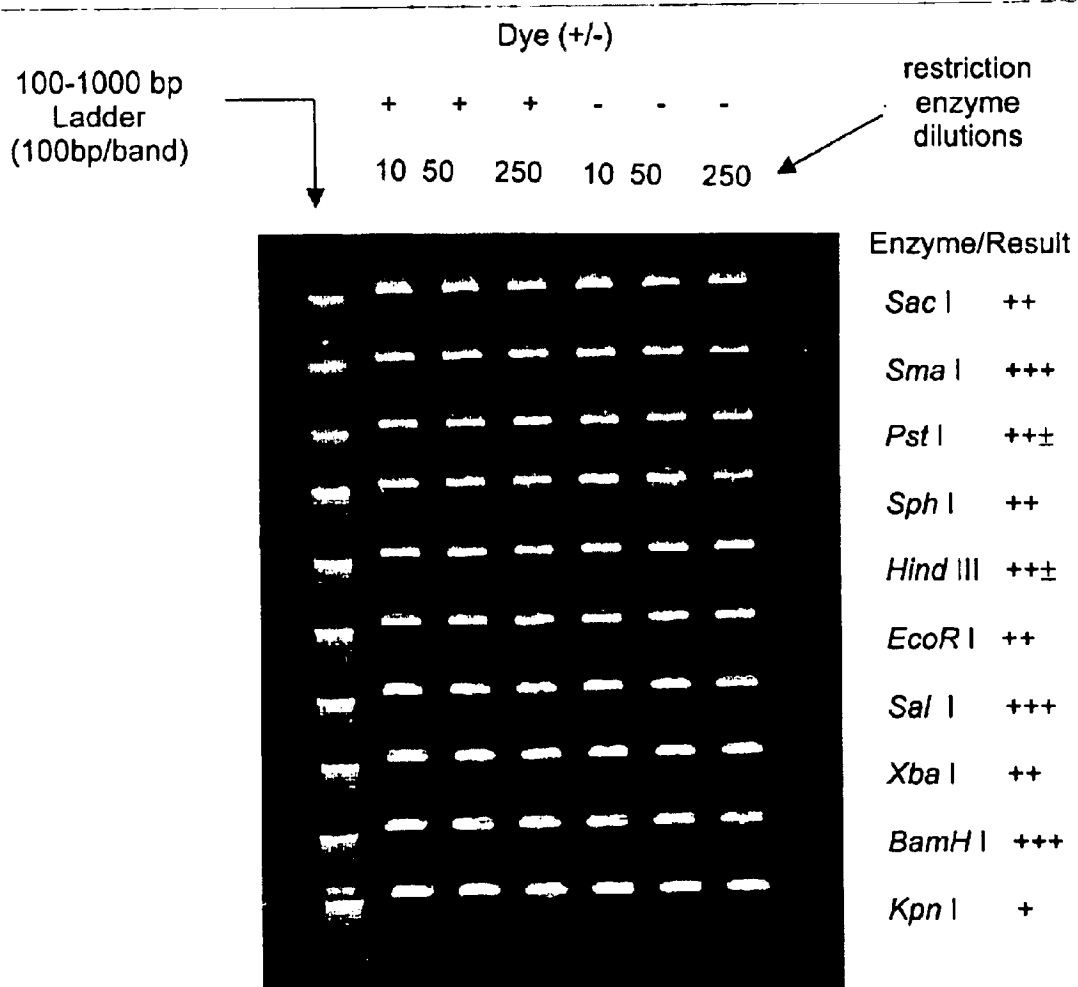 Dye (+/-)
100-1000 bp
Ladder
(100bp/band)
restriction
enzyme
dilutions
+ + + - - -
10 50 250 10 50 250
Enzyme/Result
Sac I ++
Sma I +++
Pst I ++±
Sph I ++
Hind III ++±
EcoR I ++
Sal I +++
Xba I ++
BamH I +++
Kpn I +